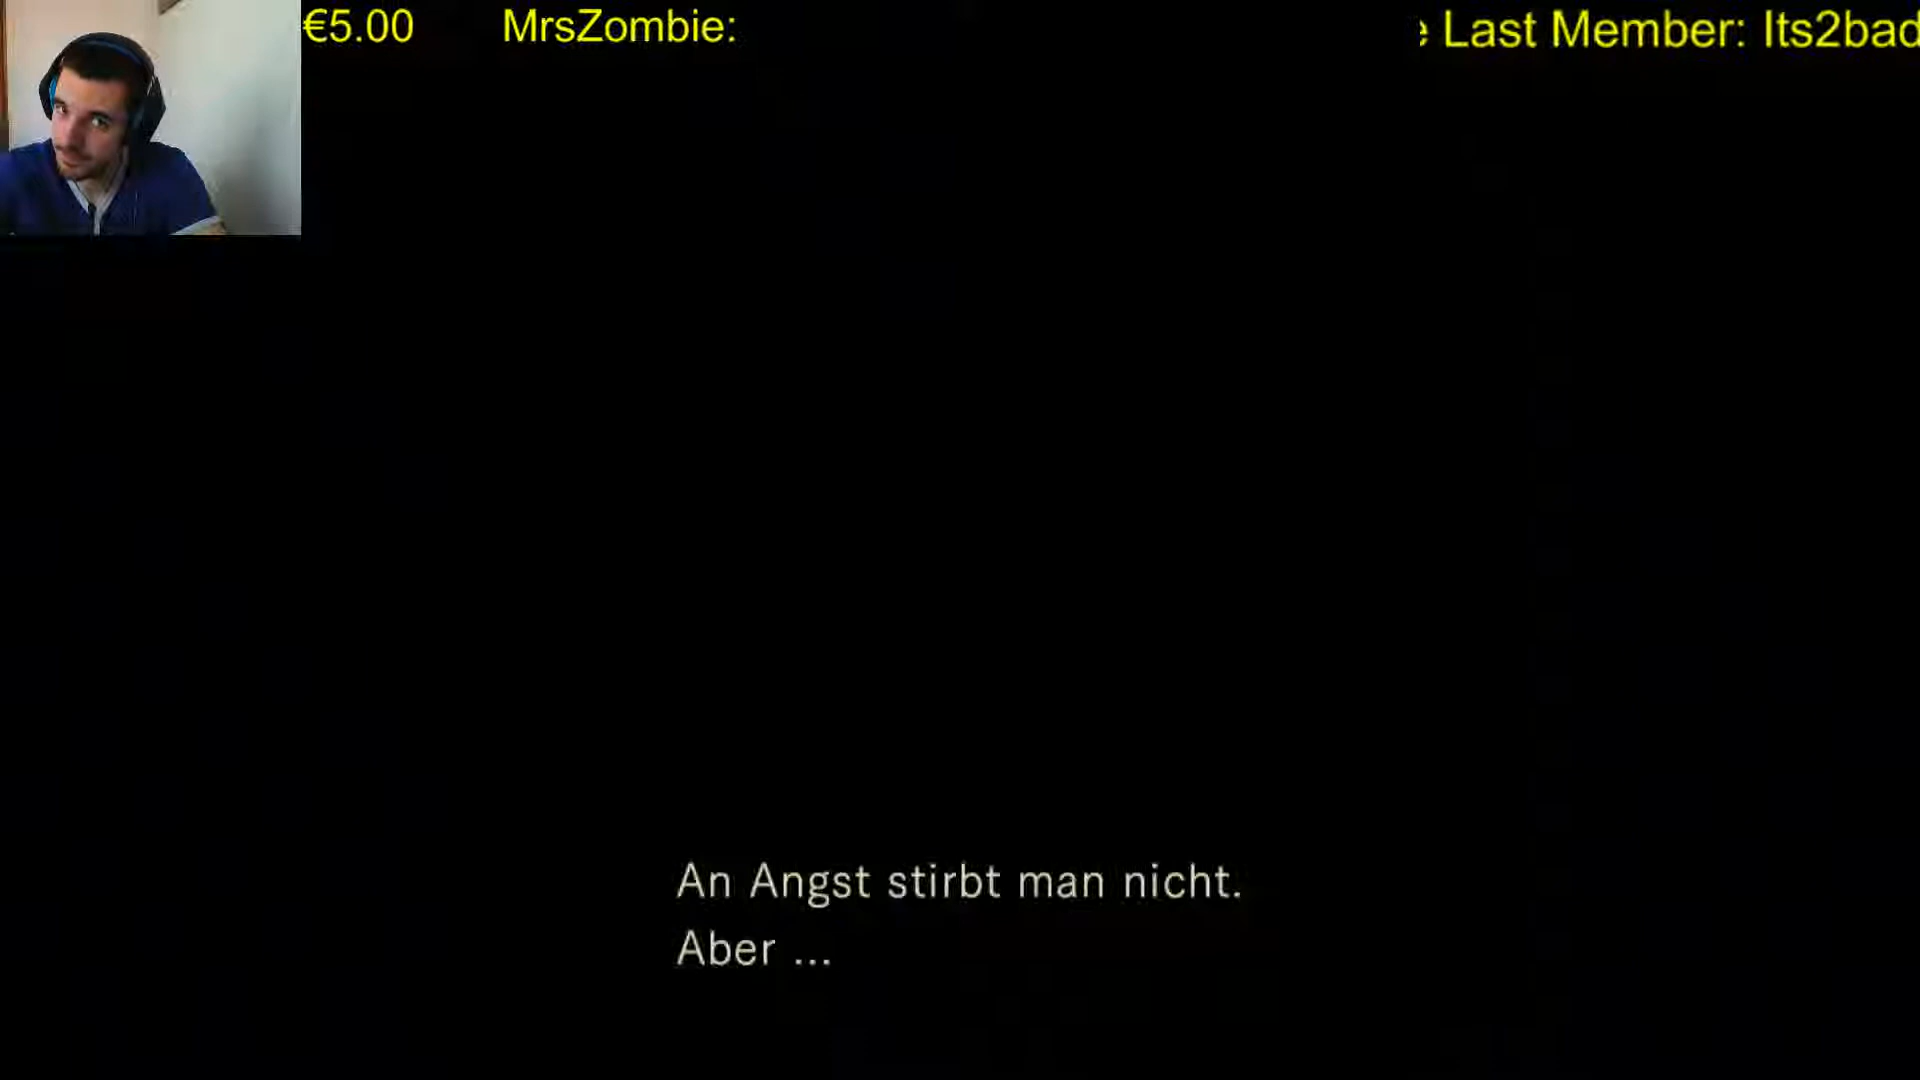 €5.00 MrsZombie:
Last Member: Its2bad
An Angst stirbt man nicht.
Aber ...